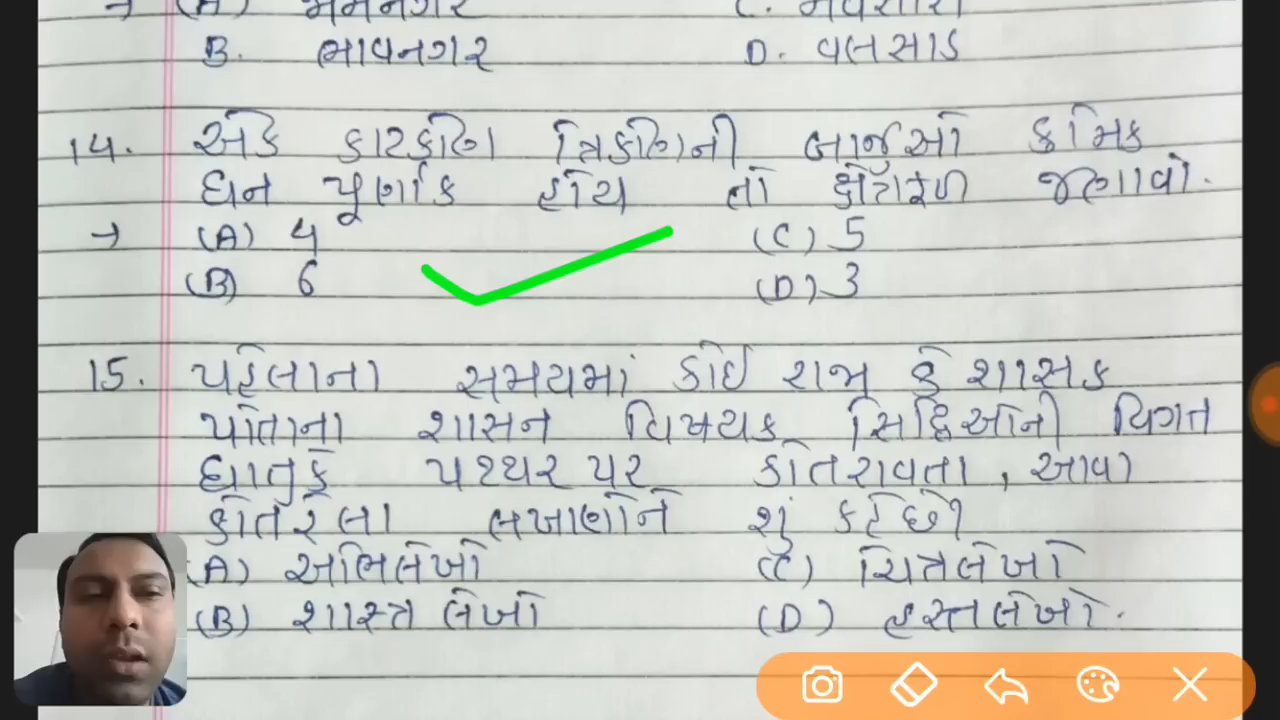 B. ભાવનગર D. વલસાડ
14. એક કાટકોણ ત્રિકોણની બાજુઓ ક્રમિક
ધન પૂર્ણાંક હોય તો ક્ષેત્રફળ જણાવો.
→ (A) 4 (C) 5
(B) 6 (D) 3
15. પહેલાના સમયમાં કોઈ રાજા કે શાસક
પોતાના શાસન વિષયક સિદ્ધિઓની વિગત
ધાતુકે પથ્થર પર કોતરાવતા, આવા
કોતરેલા લખાણોને શું કહે છે?
(A) અભિલેખો (C) ચિત્રલેખો
(B) શાસ્ત્ર લેખો (D) હસ્તલેખો.